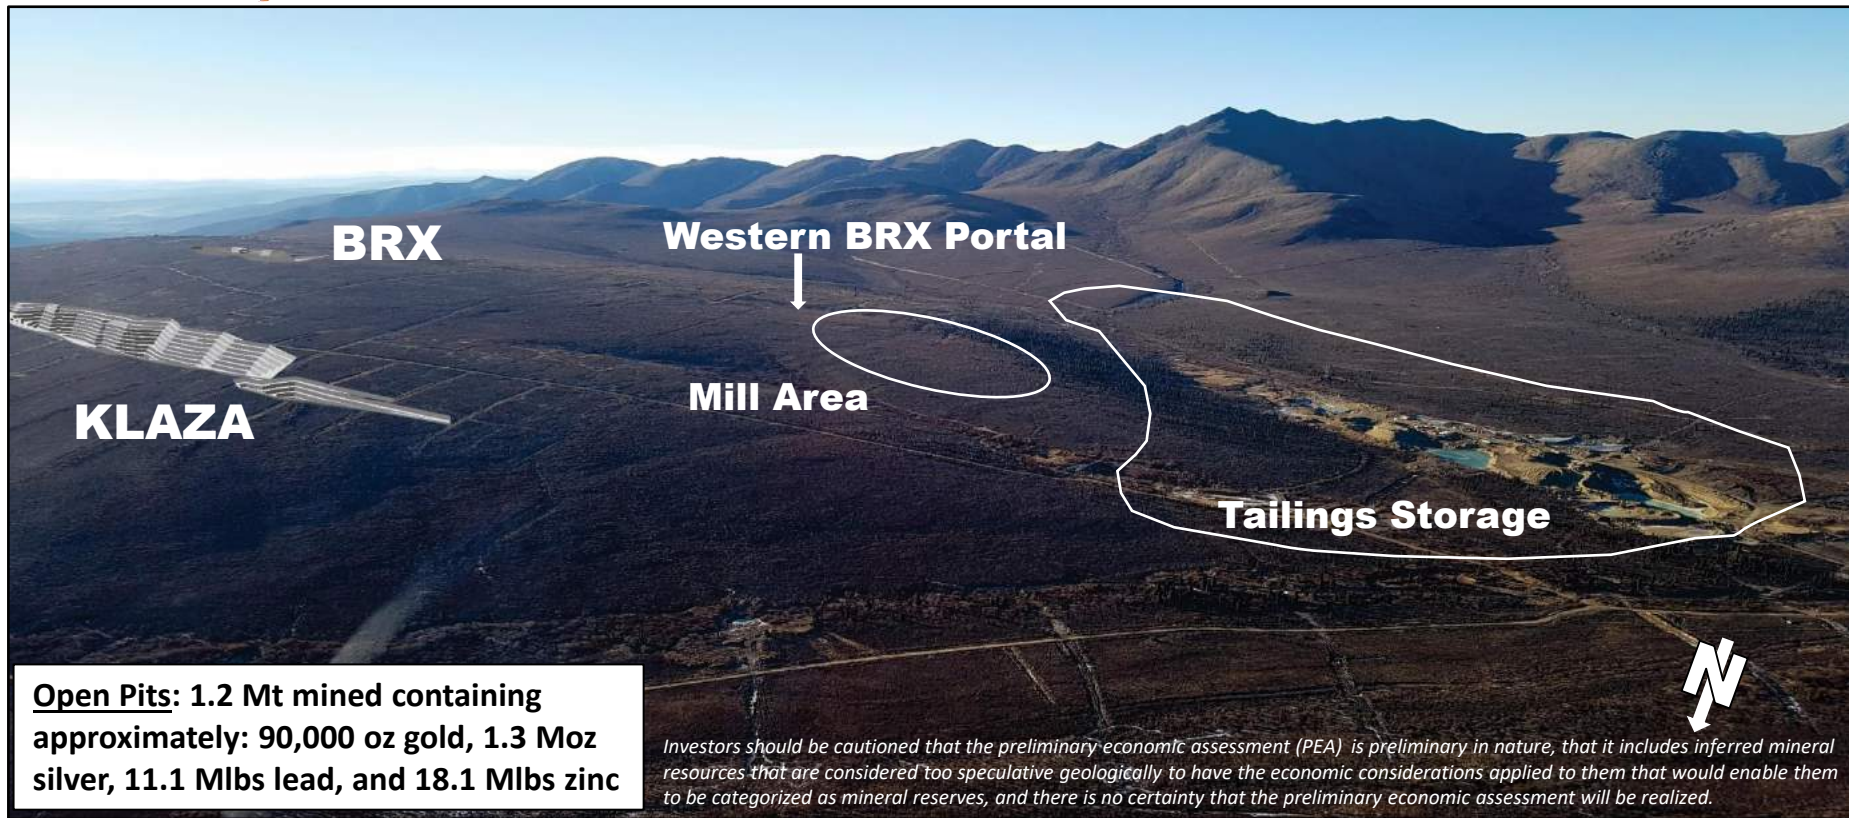 BRX
Western BRX Portal
KLAZA
Mill Area
Tailings Storage
N
Open Pits: 1.2 Mt mined containing
approximately: 90,000 oz gold, 1.3 Moz
silver, 11.1 Mlbs lead, and 18.1 Mlbs zinc
Investors should be cautioned that the preliminary economic assessment (PEA) is preliminary in nature, that it includes inferred mineral
resources that are considered too speculative geologically to have the economic considerations applied to them that would enable them
to be categorized as mineral reserves, and there is no certainty that the preliminary economic assessment will be realized.